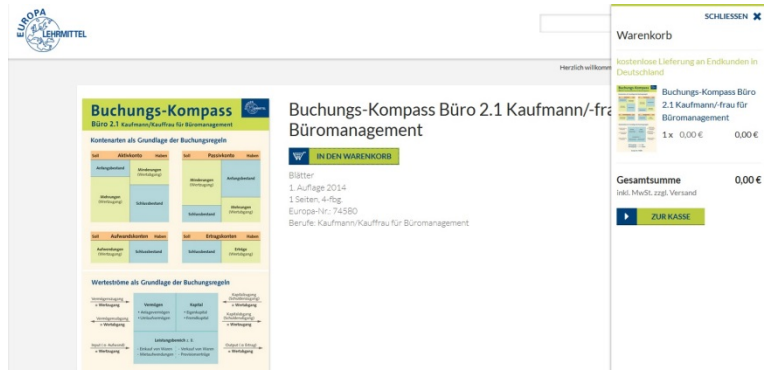 EUROPA
LEHRMITTEL
Herzlich willkomm
Buchungs-Kompass
Büro 2.1 Kaufmann/Kauffrau für Büromanagement
Kontenarten als Grundlage der Buchungsregeln
Soll Aktivkonto Haben
Soll Passivkonto Haben
Anfangsbestand
Minderungen
(Wertabgang)
Mehrungen
(Wertzugang)
Schlussbestand
Minderungen
(Wertabgang)
Anfangsbestand
Schlussbestand
Mehrungen
(Wertzugang)
Soll Aufwandskonten Haben
Soll Ertragskonten Haben
Aufwendungen
Schlussbestand
Schlussbestand
Erträge
Werteströme als Grundlage der Buchungsregeln
Vermögen
Kapital
Buchungs-Kompass Büro 2.1 Kaufmann/-fra
Büromanagement
IN DEN WARENKORB
Blätter
1. Auflage 2014
1 Seiten, 4-fbg.
Europa-Nr.: 74580
Berufe: Kaufmann/Kauffrau für Büromanagement
SCHLIESSEN
Warenkorb
kostenlose Lieferung an Endkunden in
Deutschland
Buchungs-Kompass Büro
2.1 Kaufmann/-frau für
Büromanagement
1 x 0,00 € 0,00 €
Gesamtsumme 0,00 €
inkl. MwSt. zzgl. Versand
ZUR KASSE